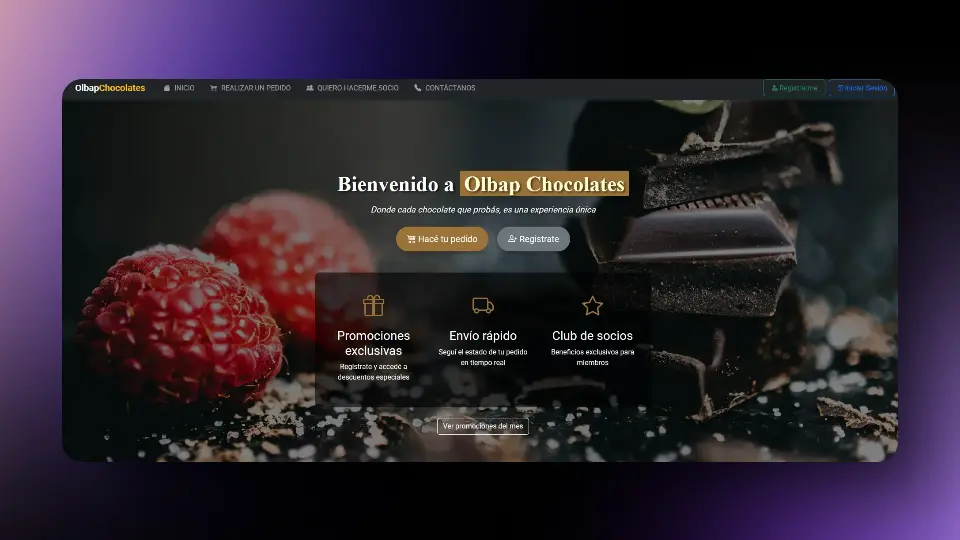 OlbapChocolates INICIO REALIZAR UN PEDIDO QUIERO HACERME SOCIO CONTÁCTANOS Registrarme Iniciar Sesión
Bienvenido a Olbap Chocolates
Donde cada chocolate que probás, es una experiencia única
Hacé tu pedido Registrate
Promociones
exclusivas
Registrate y accedé a
descuentos especiales
Envío rápido
Seguí el estado de tu pedido
en tiempo real
Club de socios
Beneficios exclusivos para
miembros
Ver promociones del mes